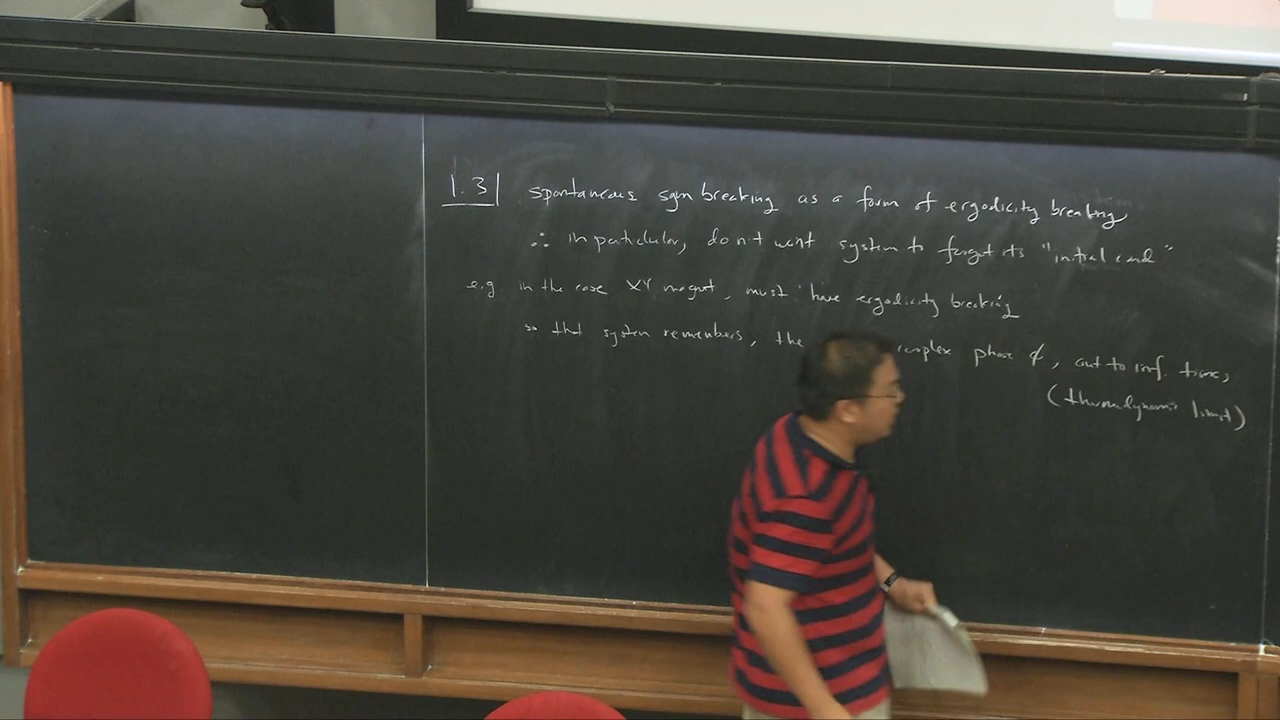 1.3 spontaneous sym breaking as a form of ergodicity breaking
∴ in particular, don't want system to forget its "initial cond"
e.g in the case XY magnet, must have ergodicity breaking
so that system remembers, the complex phase ϕ, out to inf. times,
(thermodynamic limit)